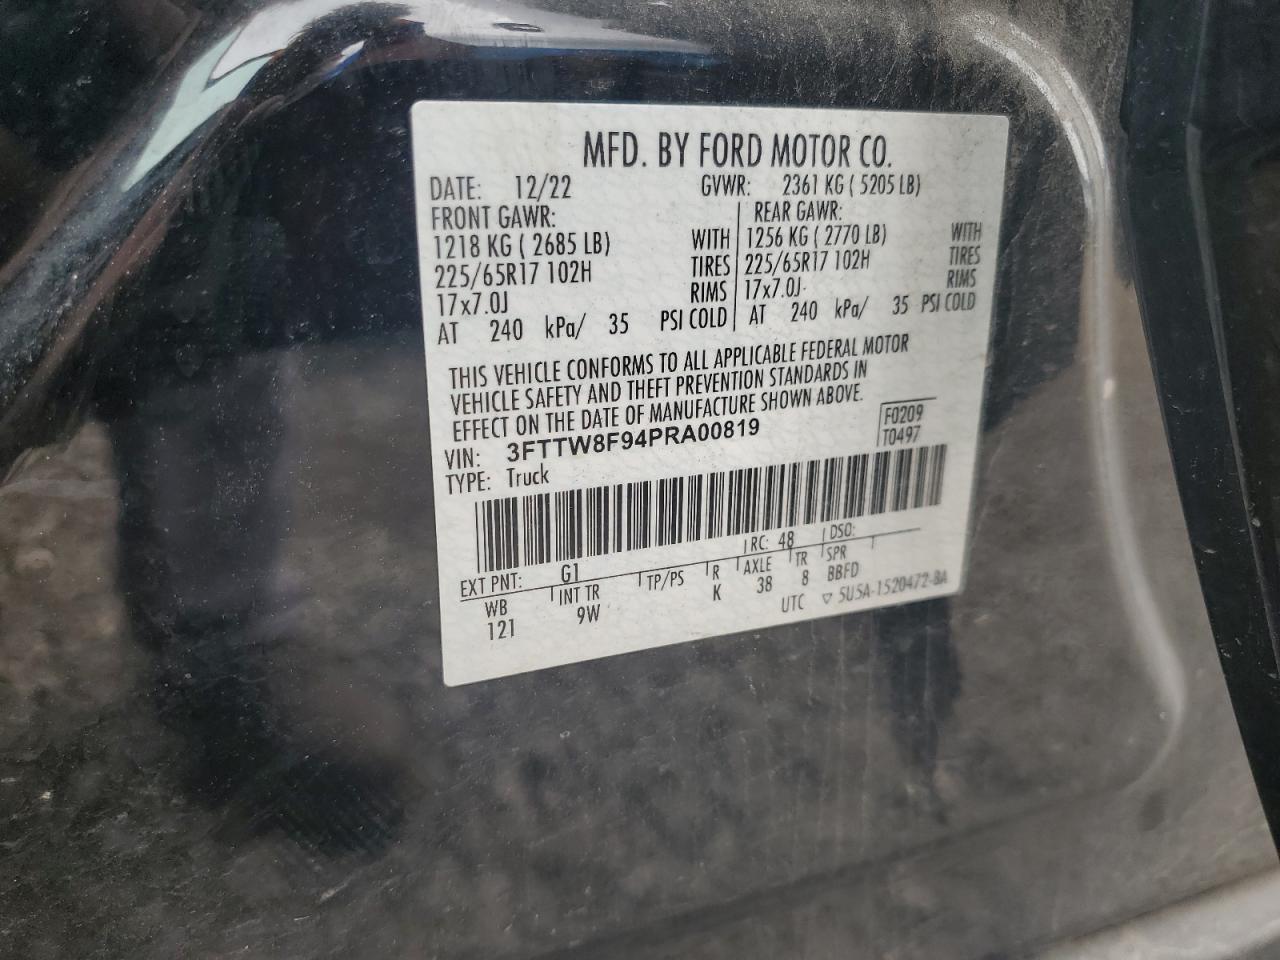 MFD. BY FORD MOTOR CO.
DATE: 12/22 GVWR: 2361 KG ( 5205 LB)
FRONT GAWR: REAR GAWR:
1218 KG ( 2685 LB) WITH 1256 KG ( 2770 LB) WITH
225/65R17 102H TIRES 225/65R17 102H TIRES
17x7.0J RIMS 17x7.0J RIMS
AT 240 kPa/ 35 PSI COLD AT 240 kPa/ 35 PSI COLD
THIS VEHICLE CONFORMS TO ALL APPLICABLE FEDERAL MOTOR
VEHICLE SAFETY AND THEFT PREVENTION STANDARDS IN
EFFECT ON THE DATE OF MANUFACTURE SHOWN ABOVE.
VIN: 3FTTW8F94PRA00819 F0209
TYPE: Truck T0497
EXT PNT: G1 RC: 48 DSO:
WB INT TR TP/PS R AXLE TR SPR
121 9W K 38 8 BBFD
UTC ▽ 5U5A-1520472-BA